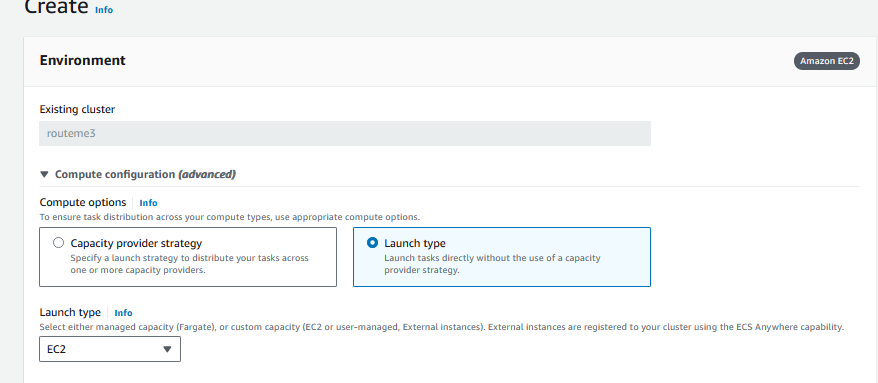 Create Info
Environment
Amazon EC2
Existing cluster
routeme3
Compute configuration (advanced)
Compute options Info
To ensure task distribution across your compute types, use appropriate compute options.
Capacity provider strategy
Specify a launch strategy to distribute your tasks across
one or more capacity providers.
Launch type
Launch tasks directly without the use of a capacity
provider strategy.
Launch type Info
Select either managed capacity (Fargate), or custom capacity (EC2 or user-managed, External instances). External instances are registered to your cluster using the ECS Anywhere capability.
EC2